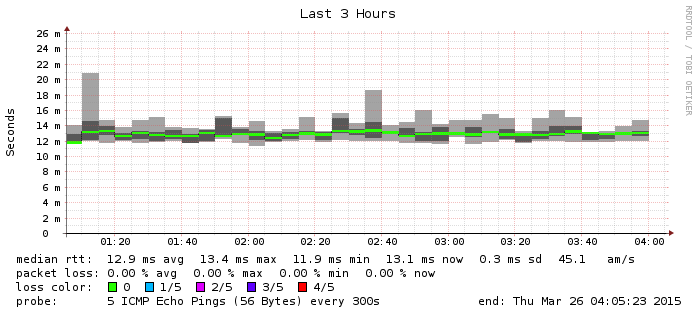 Last 3 Hours
RRDTOOL / TOBI OETIKER
Seconds
26 m
24 m
22 m
20 m
18 m
16 m
14 m
12 m
10 m
8 m
6 m
4 m
2 m
0
01:20 01:40 02:00 02:20 02:40 03:00 03:20 03:40 04:00
median rtt: 12.9 ms avg 13.4 ms max 11.9 ms min 13.1 ms now 0.3 ms sd 45.1 am/s
packet loss: 0.00 % avg 0.00 % max 0.00 % min 0.00 % now
loss color: 0 1/5 2/5 3/5 4/5
probe: 5 ICMP Echo Pings (56 Bytes) every 300s end: Thu Mar 26 04:05:23 2015